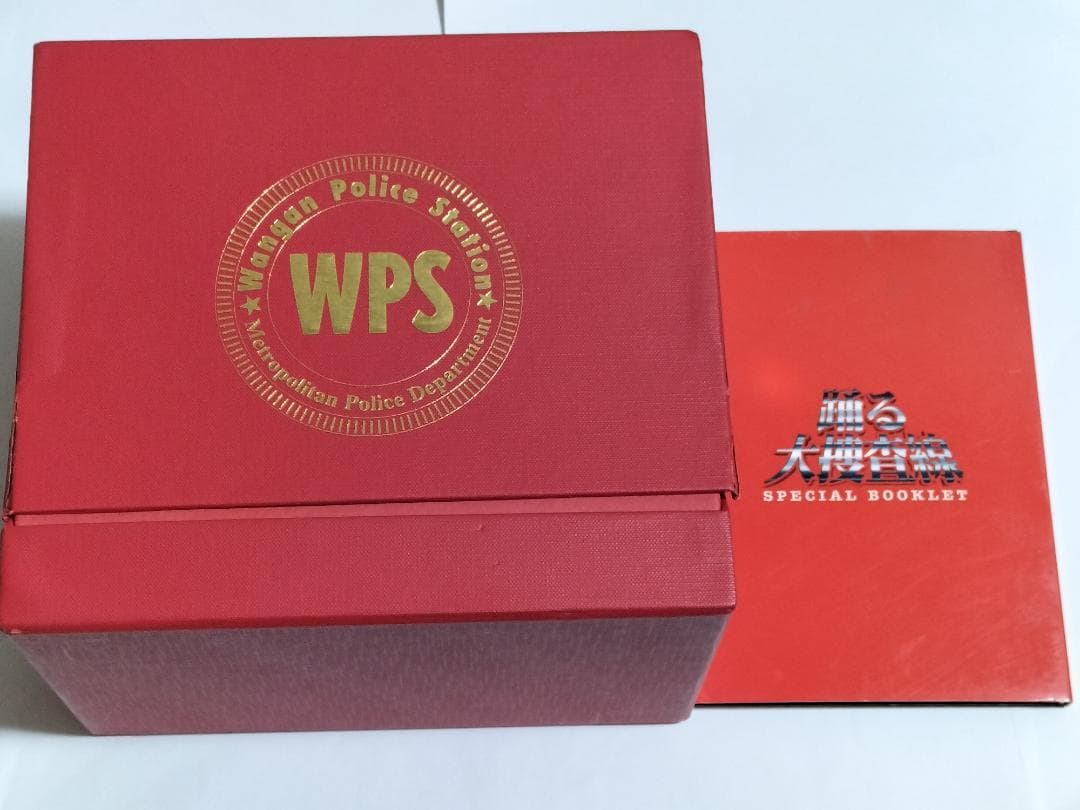 ★Wangan Police Station★
WPS
Metropolitan Police Department
踊る
大捜査線
SPECIAL BOOKLET